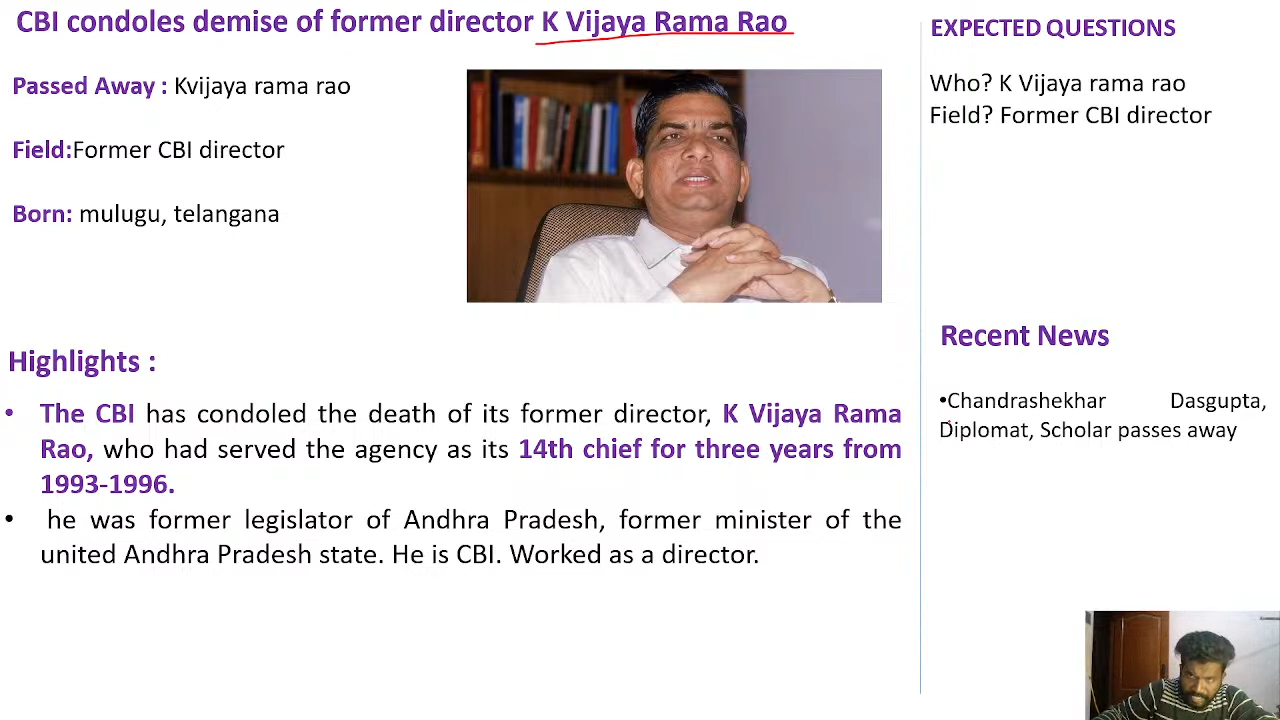 CBI condoles demise of former director K Vijaya Rama Rao
Passed Away : Kvijaya rama rao
Field:Former CBI director
Born: mulugu, telangana
Highlights :
• The CBI has condoled the death of its former director, K Vijaya Rama
Rao, who had served the agency as its 14th chief for three years from
1993-1996.
• he was former legislator of Andhra Pradesh, former minister of the
united Andhra Pradesh state. He is CBI. Worked as a director.
EXPECTED QUESTIONS
Who? K Vijaya rama rao
Field? Former CBI director
Recent News
•Chandrashekhar Dasgupta,
Diplomat, Scholar passes away